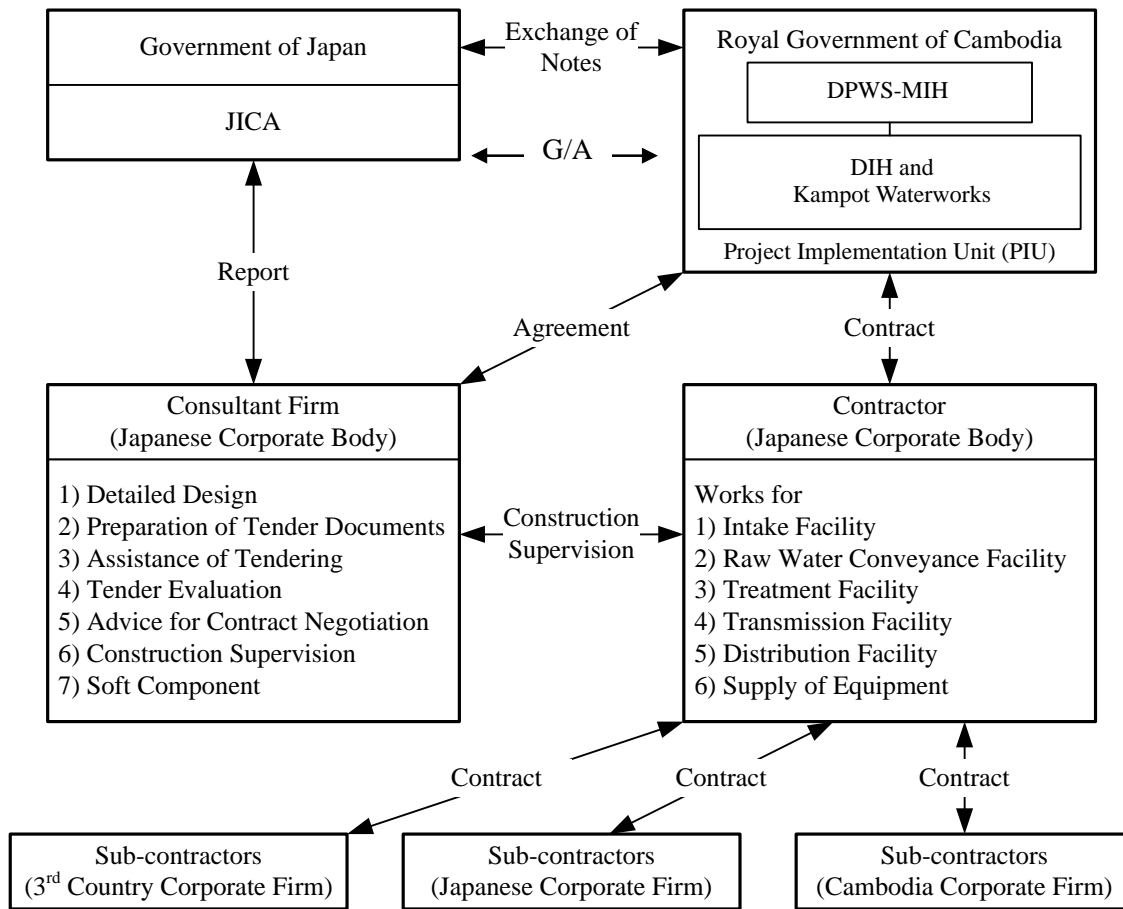 Government of Japan
JICA
Exchange of
Notes
G/A
Royal Government of Cambodia
DPWS-MIH
DIH and
Kampot Waterworks
Project Implementation Unit (PIU)
Report
Agreement
Contract
Consultant Firm
(Japanese Corporate Body)
1) Detailed Design
2) Preparation of Tender Documents
3) Assistance of Tendering
4) Tender Evaluation
5) Advice for Contract Negotiation
6) Construction Supervision
7) Soft Component
Construction
Supervision
Contractor
(Japanese Corporate Body)
Works for
1) Intake Facility
2) Raw Water Conveyance Facility
3) Treatment Facility
4) Transmission Facility
5) Distribution Facility
6) Supply of Equipment
Contract
Contract
Contract
Sub-contractors
(3rd Country Corporate Firm)
Sub-contractors
(Japanese Corporate Firm)
Sub-contractors
(Cambodia Corporate Firm)